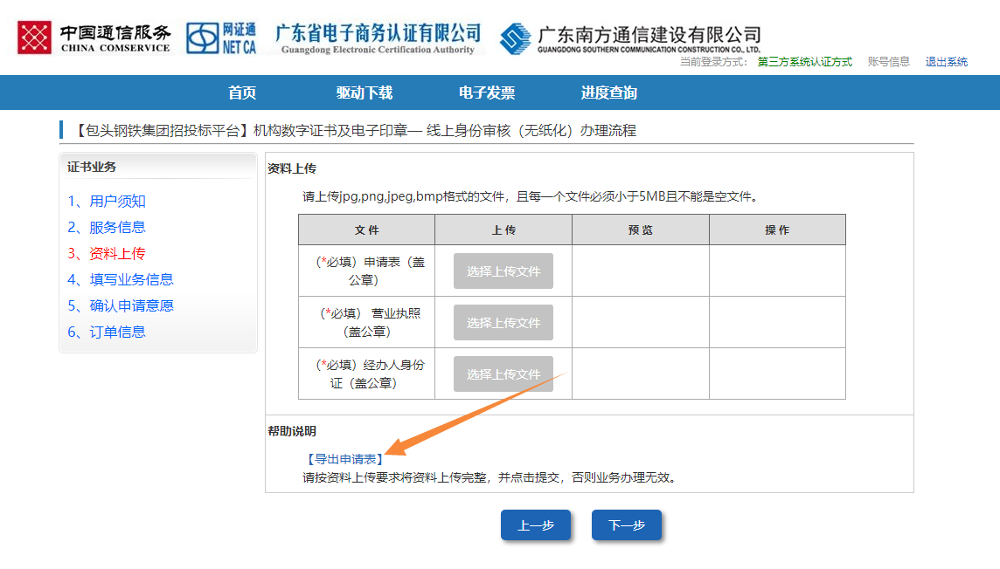 中国通信服务
CHINA COMSERVICE
网证通
NET CA
广东省电子商务认证有限公司
Guangdong Electronic Certification Authority
广东南方通信建设有限公司
GUANGDONG SOUTHERN COMMUNICATION CONSTRUCTION CO., LTD.
当前登录方式： 第三方系统认证方式 账号信息 退出系统
首页 驱动下载 电子发票 进度查询
【包头钢铁集团招投标平台】机构数字证书及电子印章— 线上身份审核（无纸化）办理流程
证书业务
1、用户须知
2、服务信息
3、资料上传
4、填写业务信息
5、确认申请意愿
6、订单信息
资料上传
请上传jpg,png,jpeg,bmp格式的文件，且每一个文件必须小于5MB且不能是空文件。
文 件 上 传 预 览 操 作
（*必填）申请表（盖
公章）
选择上传文件
（*必填） 营业执照
（盖公章）
选择上传文件
（*必填）经办人身份
证（盖公章）
选择上传文件
帮助说明
【导出申请表】
请按资料上传要求将资料上传完整，并点击提交，否则业务办理无效。
上一步 下一步